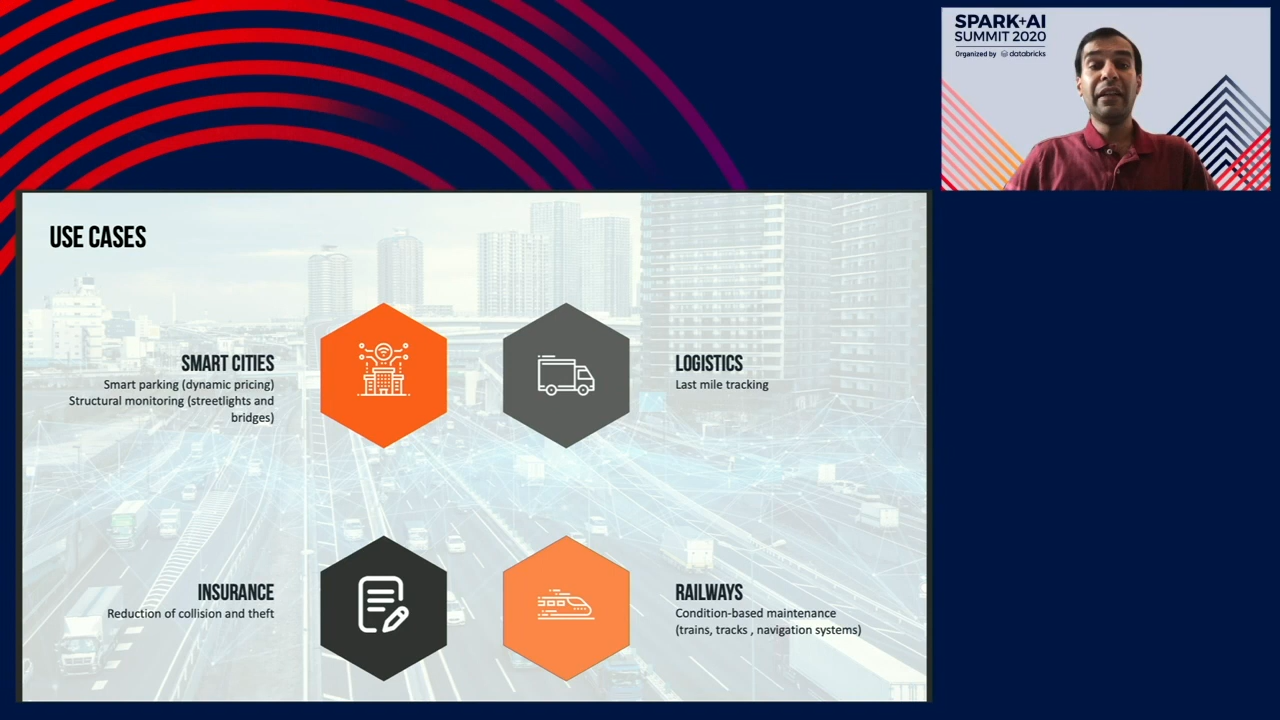 SPARK+AI
SUMMIT 2020
Organized by databricks
USE CASES
SMART CITIES
Smart parking (dynamic pricing)
Structural monitoring (streetlights and
bridges)
LOGISTICS
Last mile tracking
INSURANCE
Reduction of collision and theft
RAILWAYS
Condition-based maintenance
(trains, tracks , navigation systems)